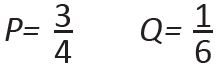 P= 3/4 Q= 1/6